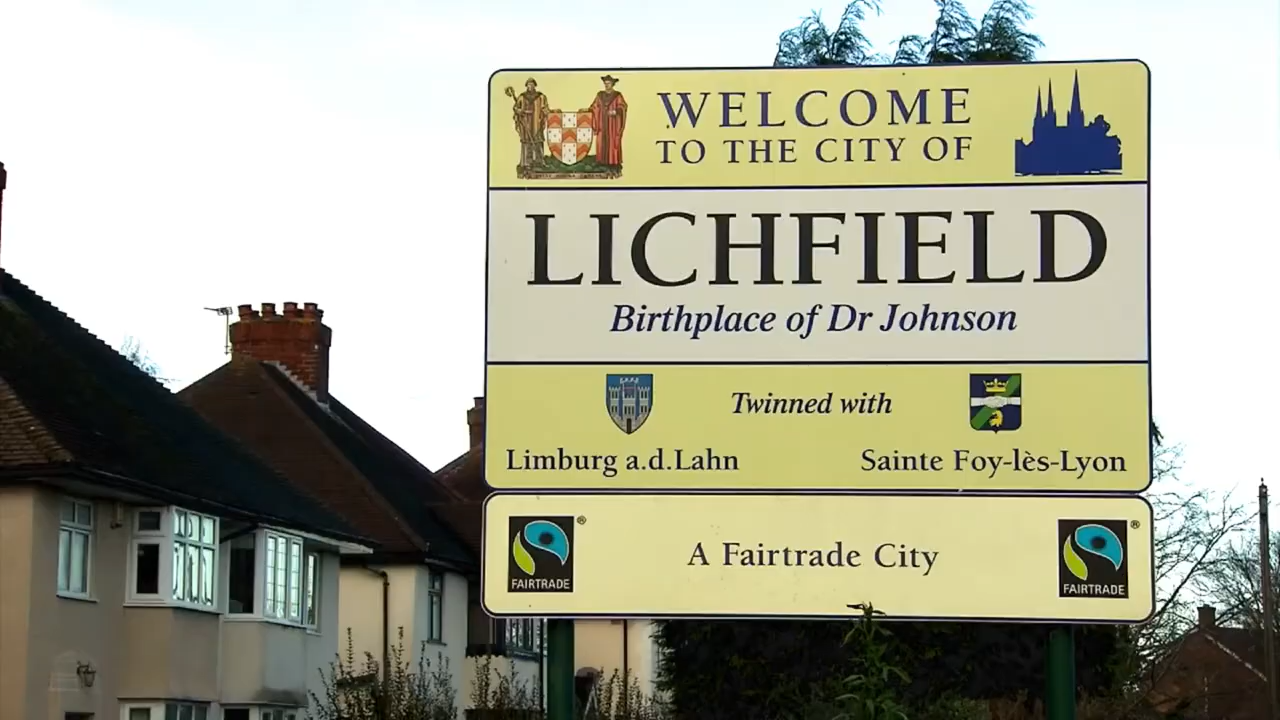 WELCOME
TO THE CITY OF
LICHFIELD
Birthplace of Dr Johnson
Twinned with
Limburg a.d.Lahn
Sainte Foy-lès-Lyon
A Fairtrade City
FAIRTRADE
®
FAIRTRADE
®